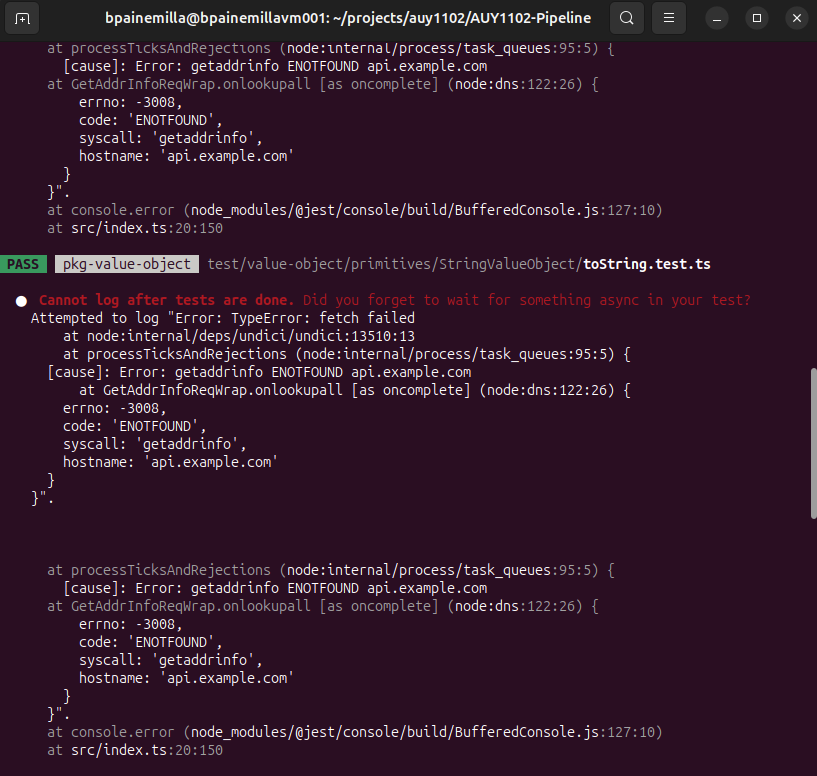 bpainemilla@bpainemillavm001: ~/projects/auy1102/AUY1102-Pipeline
at processTicksAndRejections (node:internal/process/task_queues:95:5) {
[cause]: Error: getaddrinfo ENOTFOUND api.example.com
at GetAddrInfoReqWrap.onlookupall [as oncomplete] (node:dns:122:26) {
errno: -3008,
code: 'ENOTFOUND',
syscall: 'getaddrinfo',
hostname: 'api.example.com'
}
}".
at console.error (node_modules/@jest/console/build/BufferedConsole.js:127:10)
at src/index.ts:20:150
PASS pkg-value-object test/value-object/primitives/StringValueObject/toString.test.ts
● Cannot log after tests are done. Did you forget to wait for something async in your test?
Attempted to log "Error: TypeError: fetch failed
at node:internal/deps/undici/undici:13510:13
at processTicksAndRejections (node:internal/process/task_queues:95:5) {
[cause]: Error: getaddrinfo ENOTFOUND api.example.com
at GetAddrInfoReqWrap.onlookupall [as oncomplete] (node:dns:122:26) {
errno: -3008,
code: 'ENOTFOUND',
syscall: 'getaddrinfo',
hostname: 'api.example.com'
}
}".
at processTicksAndRejections (node:internal/process/task_queues:95:5) {
[cause]: Error: getaddrinfo ENOTFOUND api.example.com
at GetAddrInfoReqWrap.onlookupall [as oncomplete] (node:dns:122:26) {
errno: -3008,
code: 'ENOTFOUND',
syscall: 'getaddrinfo',
hostname: 'api.example.com'
}
}".
at console.error (node_modules/@jest/console/build/BufferedConsole.js:127:10)
at src/index.ts:20:150